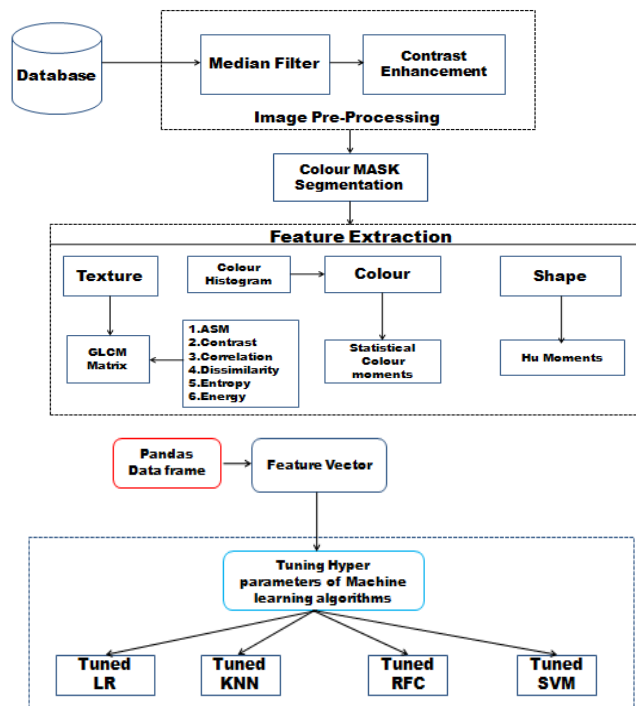 Database
Median Filter
Contrast
Enhancement
Image Pre-Processing
Colour MASK
Segmentation
Feature Extraction
Texture
Colour
Histogram
Colour
Shape
GLCM
Matrix
1.ASM
2.Contrast
3.Correlation
4.Dissimilarity
5.Entropy
6.Energy
Statistical
Colour
moments
Hu Moments
Pandas
Data frame
Feature Vector
Tuning Hyper
parameters of Machine
learning algorithms
Tuned
LR
Tuned
KNN
Tuned
RFC
Tuned
SVM